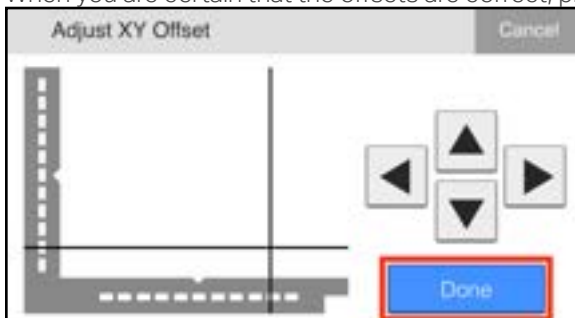 When you are certain that the offsets are correct, p
Adjust XY Offset
Cancel
Done